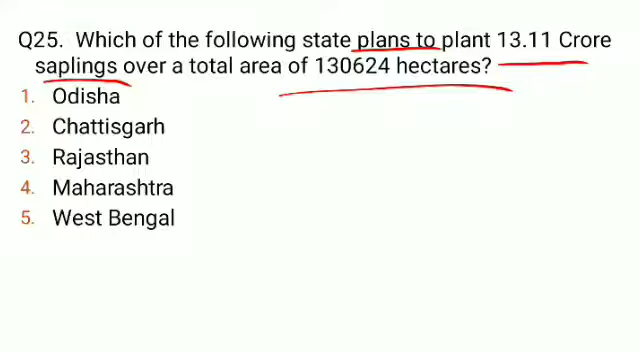 Q25. Which of the following state plans to plant 13.11 Crore
saplings over a total area of 130624 hectares?
1. Odisha
2. Chattisgarh
3. Rajasthan
4. Maharashtra
5. West Bengal